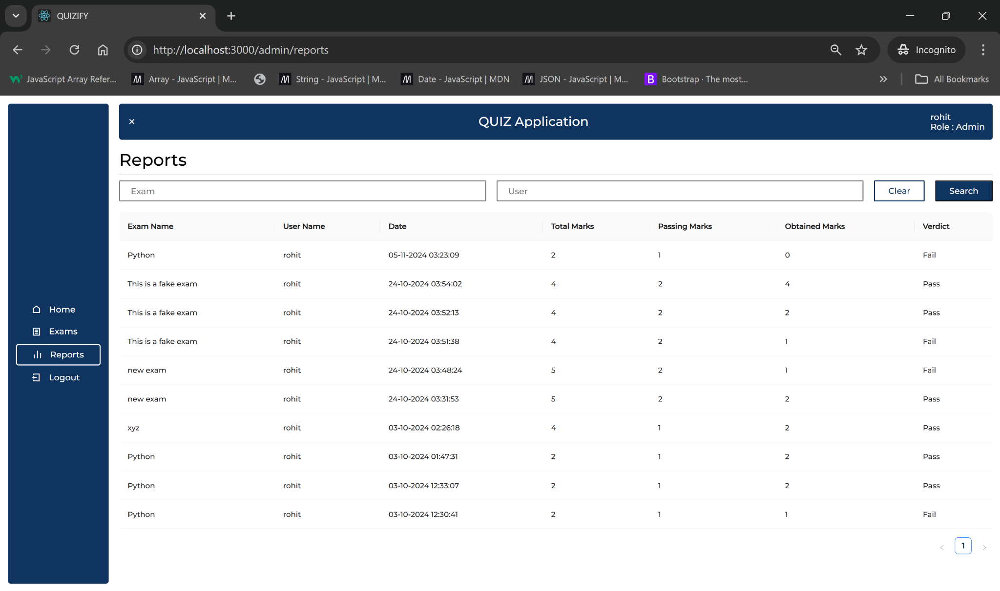 QUIZIFY
http://localhost:3000/admin/reports
Incognito
JavaScript Array Refer...
Array - JavaScript | M...
String - JavaScript | M...
Date - JavaScript | MDN
JSON - JavaScript | M...
B Bootstrap · The most...
All Bookmarks
QUIZ Application
rohit
Role : Admin
Home
Exams
Reports
Logout
Reports
Exam User Clear Search
Exam Name User Name Date Total Marks Passing Marks Obtained Marks Verdict
Python rohit 05-11-2024 03:23:09 2 1 0 Fail
This is a fake exam rohit 24-10-2024 03:54:02 4 2 4 Pass
This is a fake exam rohit 24-10-2024 03:52:13 4 2 2 Pass
This is a fake exam rohit 24-10-2024 03:51:38 4 2 1 Fail
new exam rohit 24-10-2024 03:48:24 5 2 1 Fail
new exam rohit 24-10-2024 03:31:53 5 2 2 Pass
xyz rohit 03-10-2024 02:26:18 4 1 2 Pass
Python rohit 03-10-2024 01:47:31 2 1 2 Pass
Python rohit 03-10-2024 12:33:07 2 1 2 Pass
Python rohit 03-10-2024 12:30:41 2 1 1 Fail
1